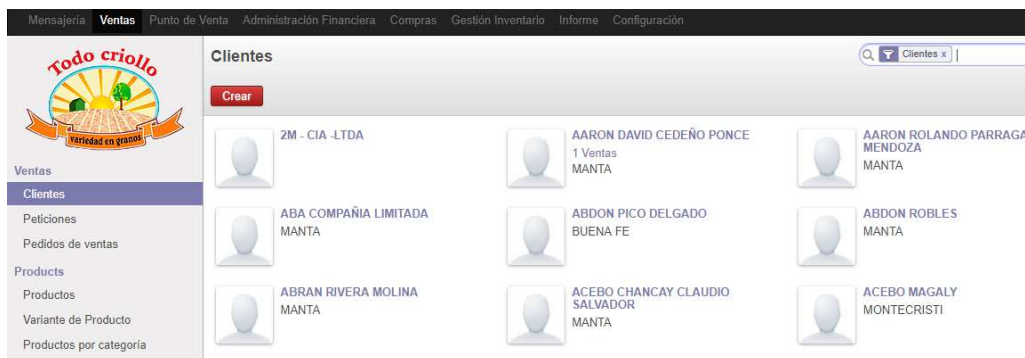 Mensajería Ventas Punto de Venta Administración Financiera Compras Gestión Inventario Informe Configuración
Todo criollo
variedad en granos
Clientes
Clientes x
Crear
Ventas
Clientes
Peticiones
Pedidos de ventas
Products
Productos
Variante de Producto
Productos por categoría
2M - CIA -LTDA
AARON DAVID CEDEÑO PONCE
1 Ventas
MANTA
AARON ROLANDO PARRAGA
MENDOZA
MANTA
ABA COMPAÑIA LIMITADA
MANTA
ABDON PICO DELGADO
BUENA FE
ABDON ROBLES
MANTA
ABRAN RIVERA MOLINA
MANTA
ACEBO CHANCAY CLAUDIO
SALVADOR
MANTA
ACEBO MAGALY
MONTECRISTI